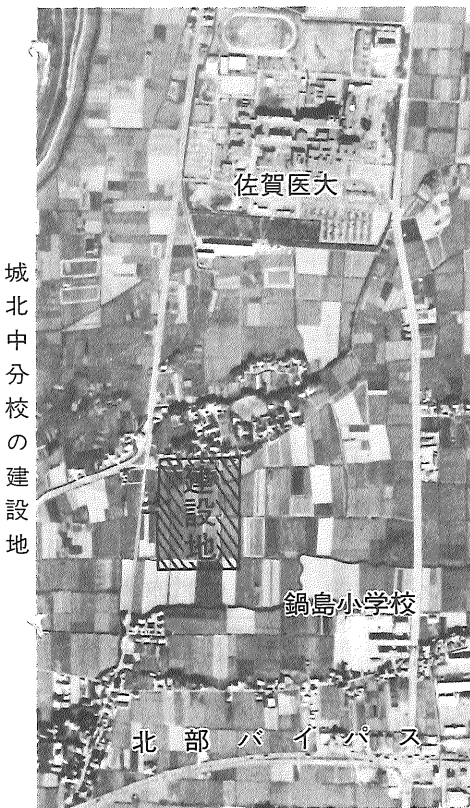 城北中分校の建設地
佐賀医大
建設地
鍋島小学校
北部バイパス